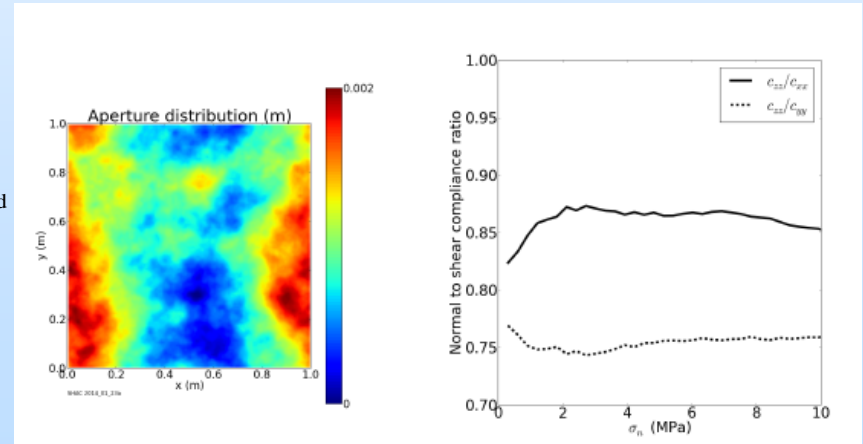 d
Aperture distribution (m)
0.002
0
1.0
0.8
0.6
0.4
0.2
0.0
y (m)
0.0 0.2 0.4 0.6 0.8 1.0
x (m)
1.00
0.95
0.90
0.85
0.80
0.75
0.70
Normal to shear compliance ratio
c_zz/c_xx
c_zz/c_yy
0 2 4 6 8 10
σ_n (MPa)